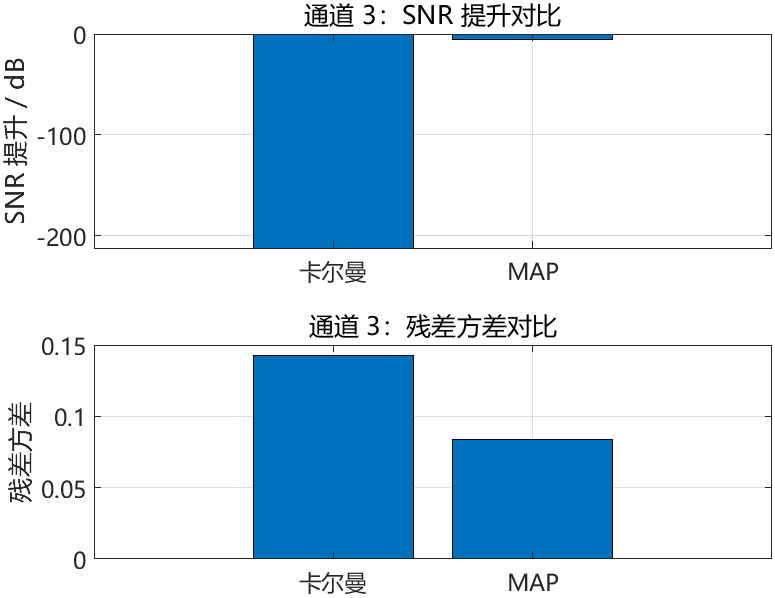 通道 3：SNR 提升对比
SNR 提升 / dB
0
-100
-200
卡尔曼
MAP
通道 3：残差方差对比
残差方差
0.15
0.1
0.05
0
卡尔曼
MAP